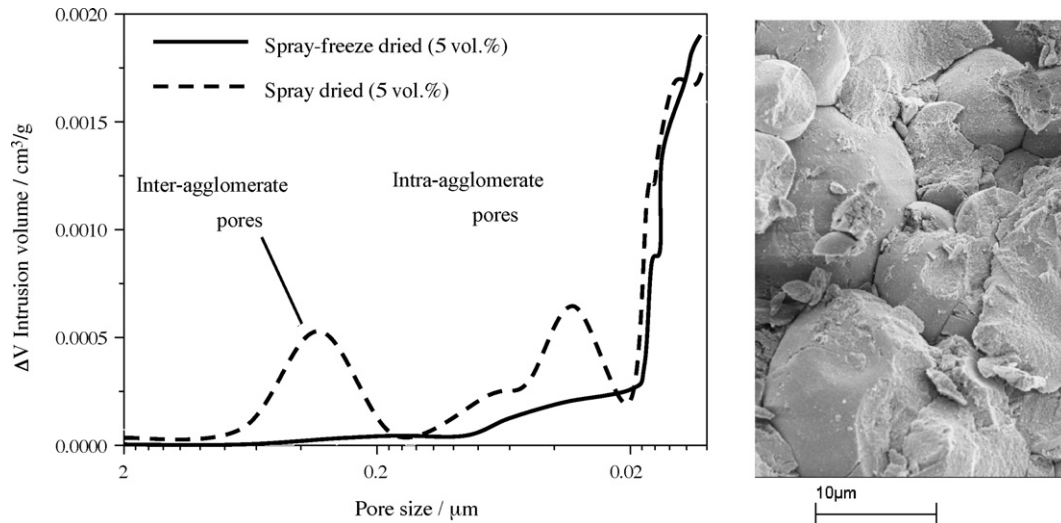 0.0020
0.0015
0.0010
0.0005
0.0000
ΔV Intrusion volume / cm³/g
Spray-freeze dried (5 vol.%)
Spray dried (5 vol.%)
Inter-agglomerate
pores
Intra-agglomerate
pores
2
0.2
0.02
Pore size / μm
10μm